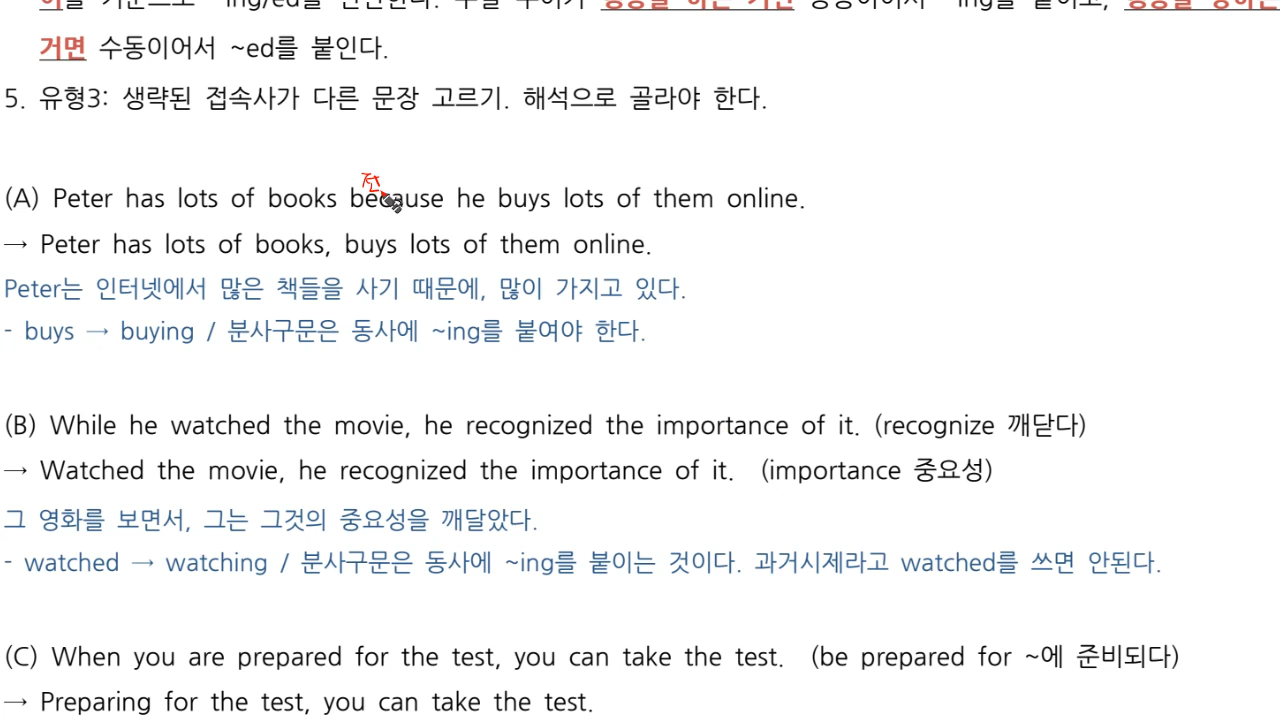 거면 수동이어서 ~ed를 붙인다.
5. 유형3: 생략된 접속사가 다른 문장 고르기. 해석으로 골라야 한다.
(A) Peter has lots of books because he buys lots of them online.
→ Peter has lots of books, buys lots of them online.
Peter는 인터넷에서 많은 책들을 사기 때문에, 많이 가지고 있다.
- buys → buying / 분사구문은 동사에 ~ing를 붙여야 한다.
(B) While he watched the movie, he recognized the importance of it. (recognize 깨닫다)
→ Watched the movie, he recognized the importance of it. (importance 중요성)
그 영화를 보면서, 그는 그것의 중요성을 깨달았다.
- watched → watching / 분사구문은 동사에 ~ing를 붙이는 것이다. 과거시제라고 watched를 쓰면 안된다.
(C) When you are prepared for the test, you can take the test. (be prepared for ~에 준비되다)
→ Preparing for the test, you can take the test.